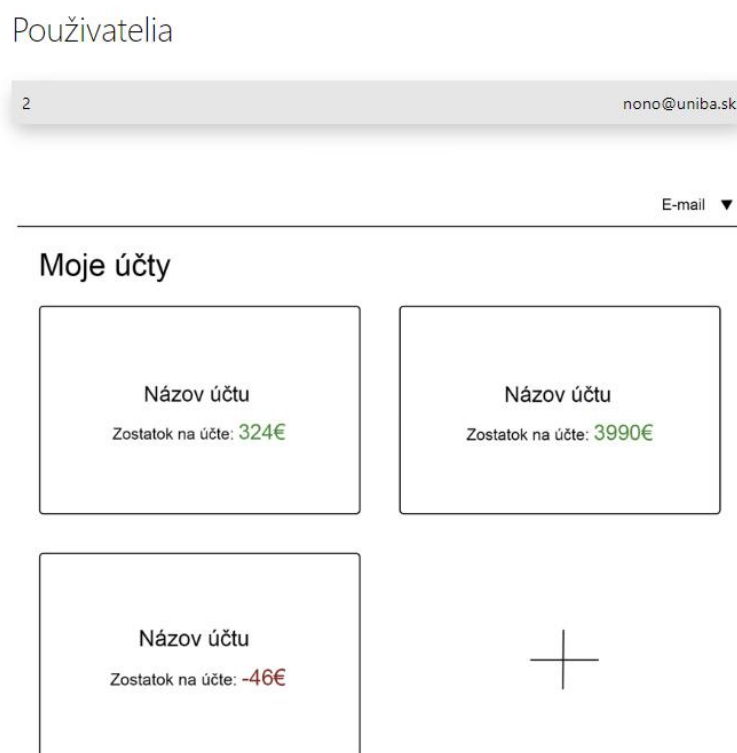 Používatelia
2 nono@uniba.sk
E-mail ▼
Moje účty
Názov účtu
Zostatok na účte: 324€
Názov účtu
Zostatok na účte: 3990€
Názov účtu
Zostatok na účte: -46€